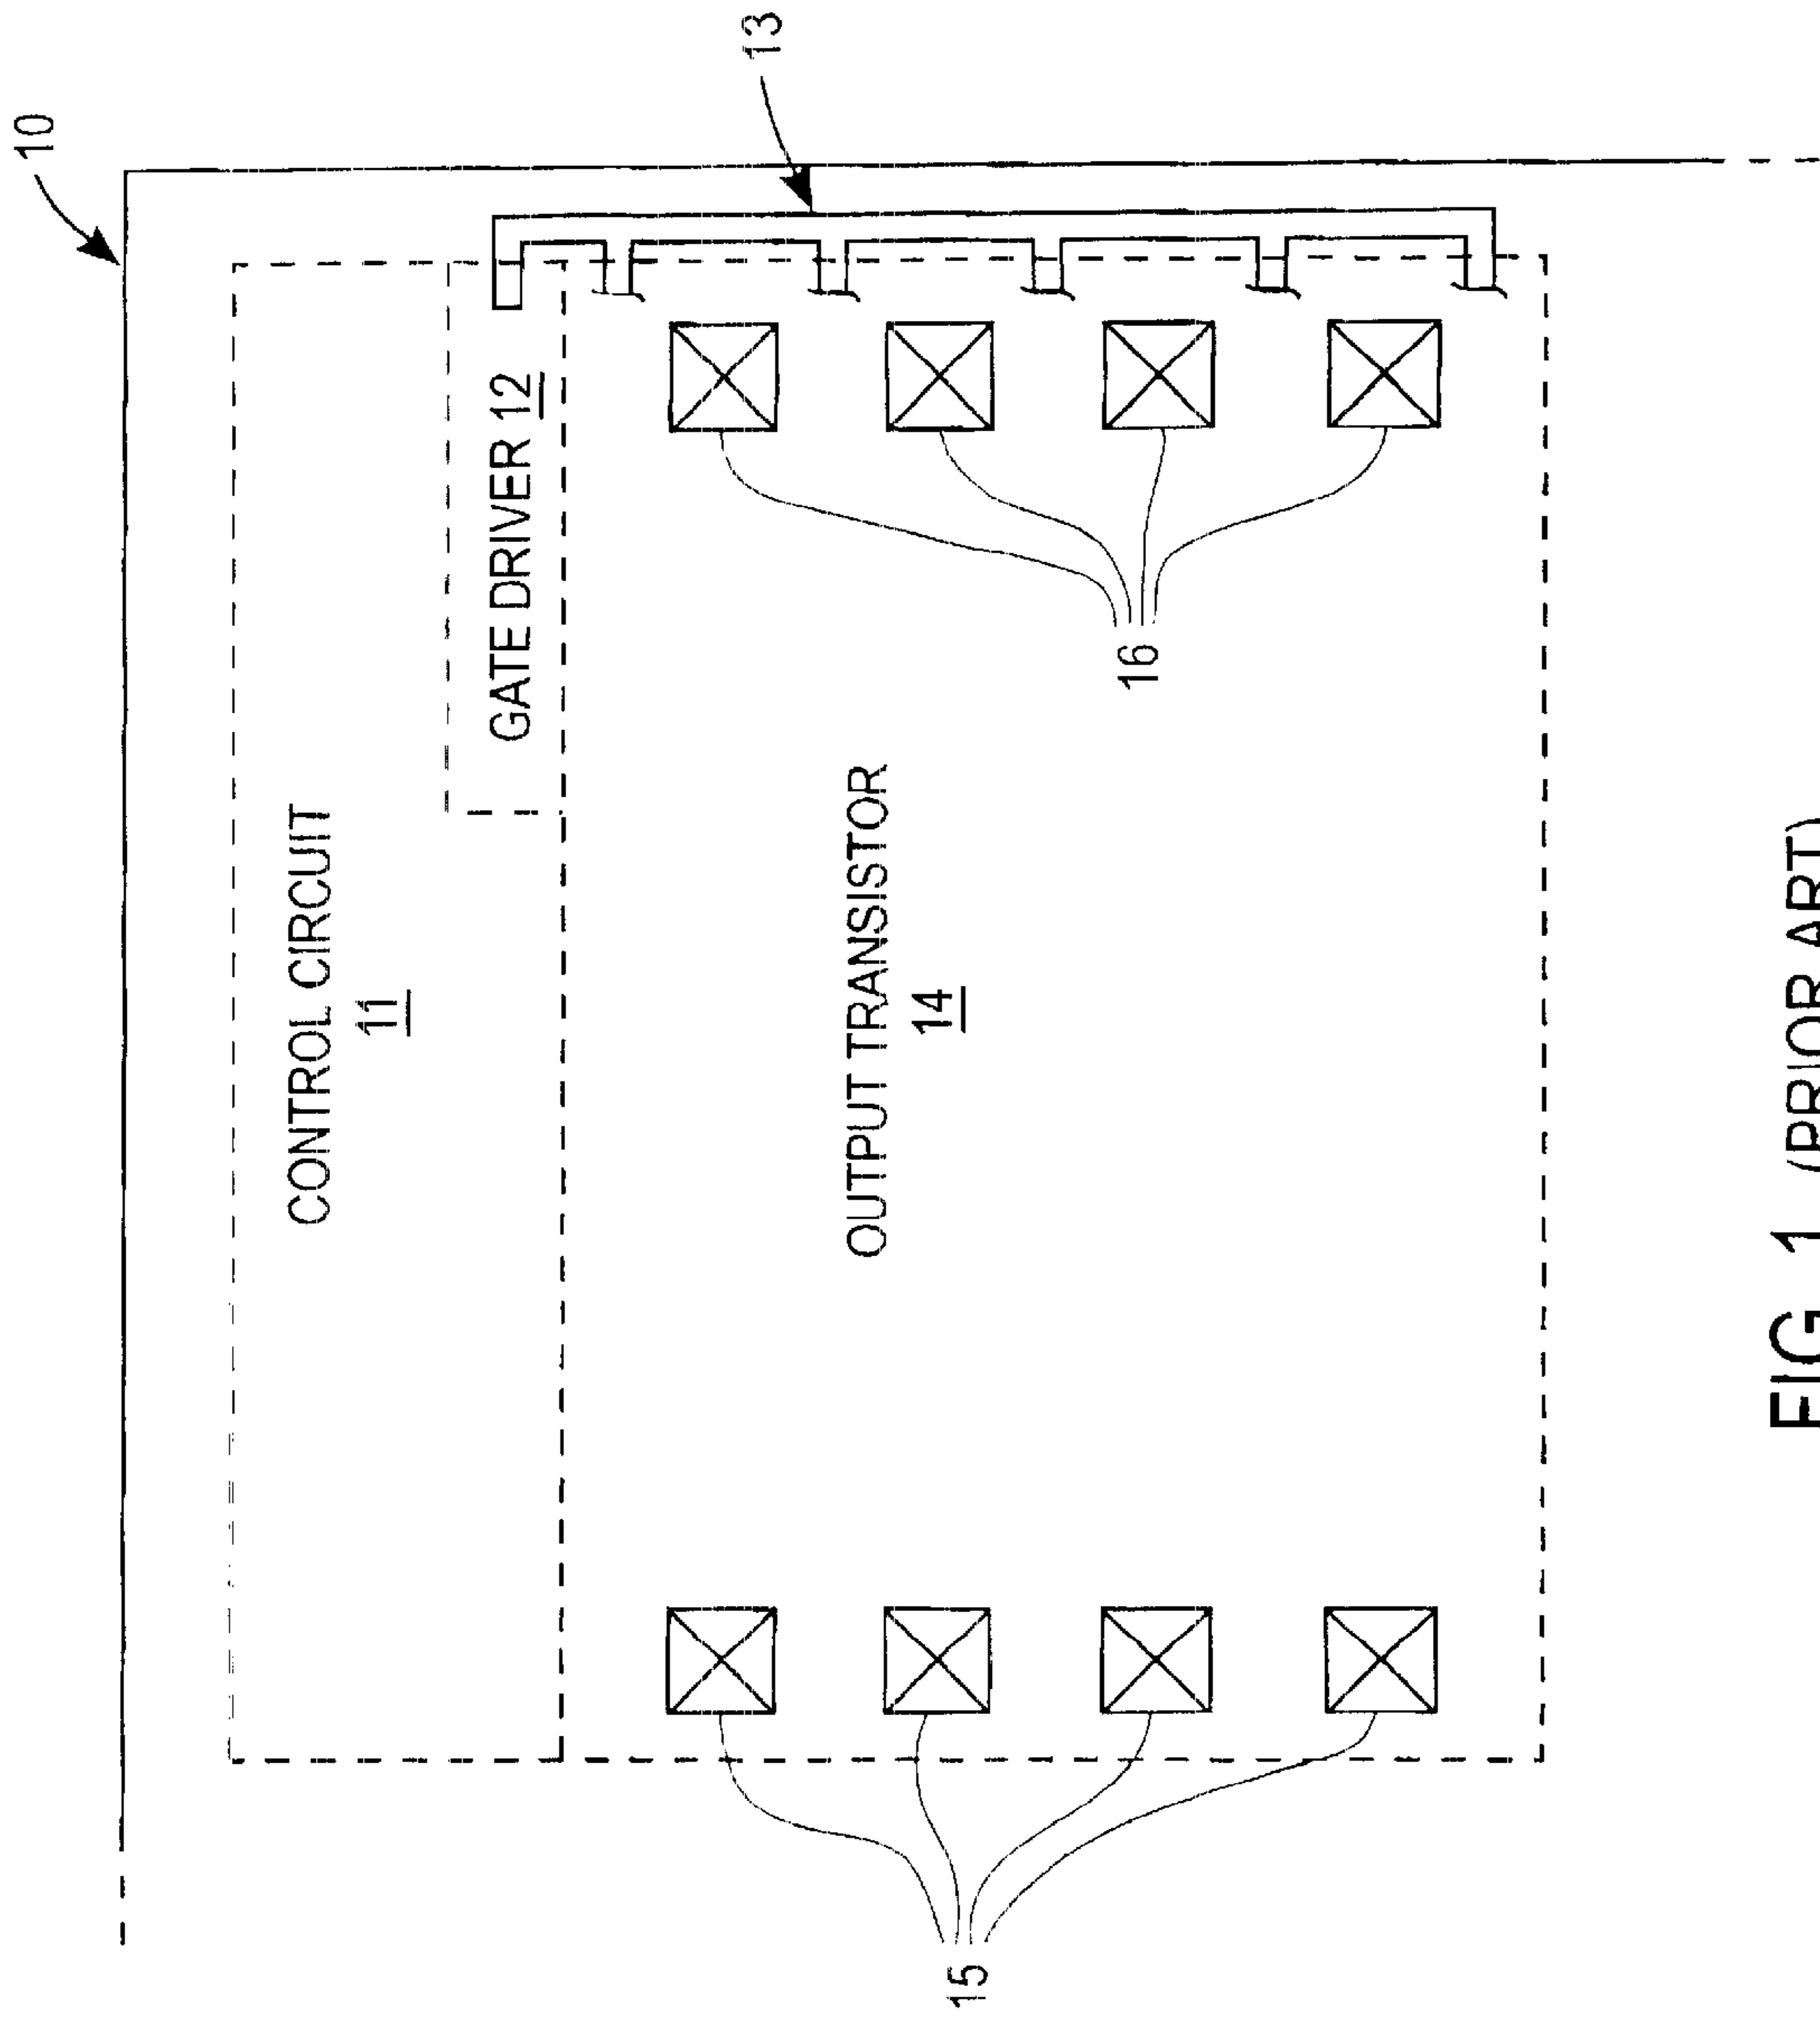 10
13
CONTROL CIRCUIT
11
GATE DRIVER 12
OUTPUT TRANSISTOR
14
16
15
FIG. 1 (PRIOR ART)